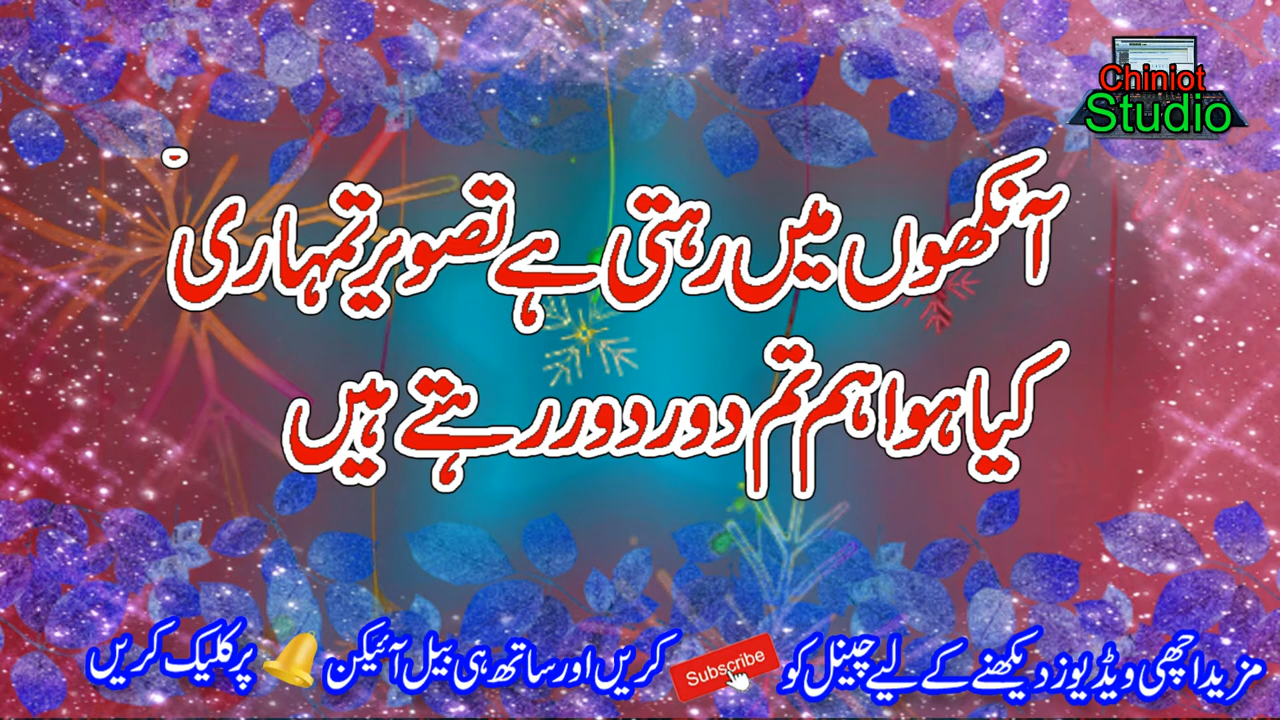 Chiniot
Studio
آنکھوں میں رہتی ہے تصویر تمہاری
کیا ہوا ہم تم دور دور رہتے ہیں
مزید اچھی ویڈیوز دیکھنے کے لیے چینل کو Subscribe کریں اور ساتھ ہی بیل آئیکن پر کلیک کریں